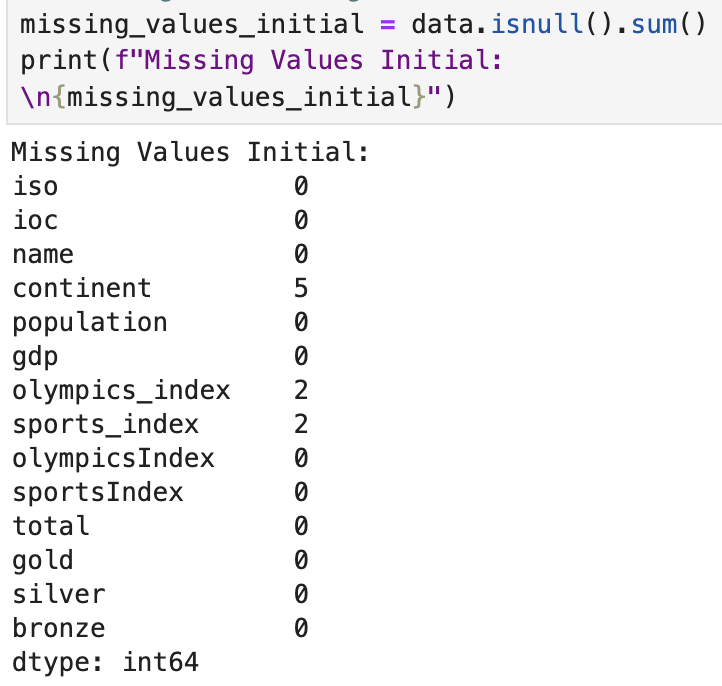 missing_values_initial = data.isnull().sum()
print(f"Missing Values Initial:
\n{missing_values_initial}")
Missing Values Initial:
iso 0
ioc 0
name 0
continent 5
population 0
gdp 0
olympics_index 2
sports_index 2
olympicsIndex 0
sportsIndex 0
total 0
gold 0
silver 0
bronze 0
dtype: int64